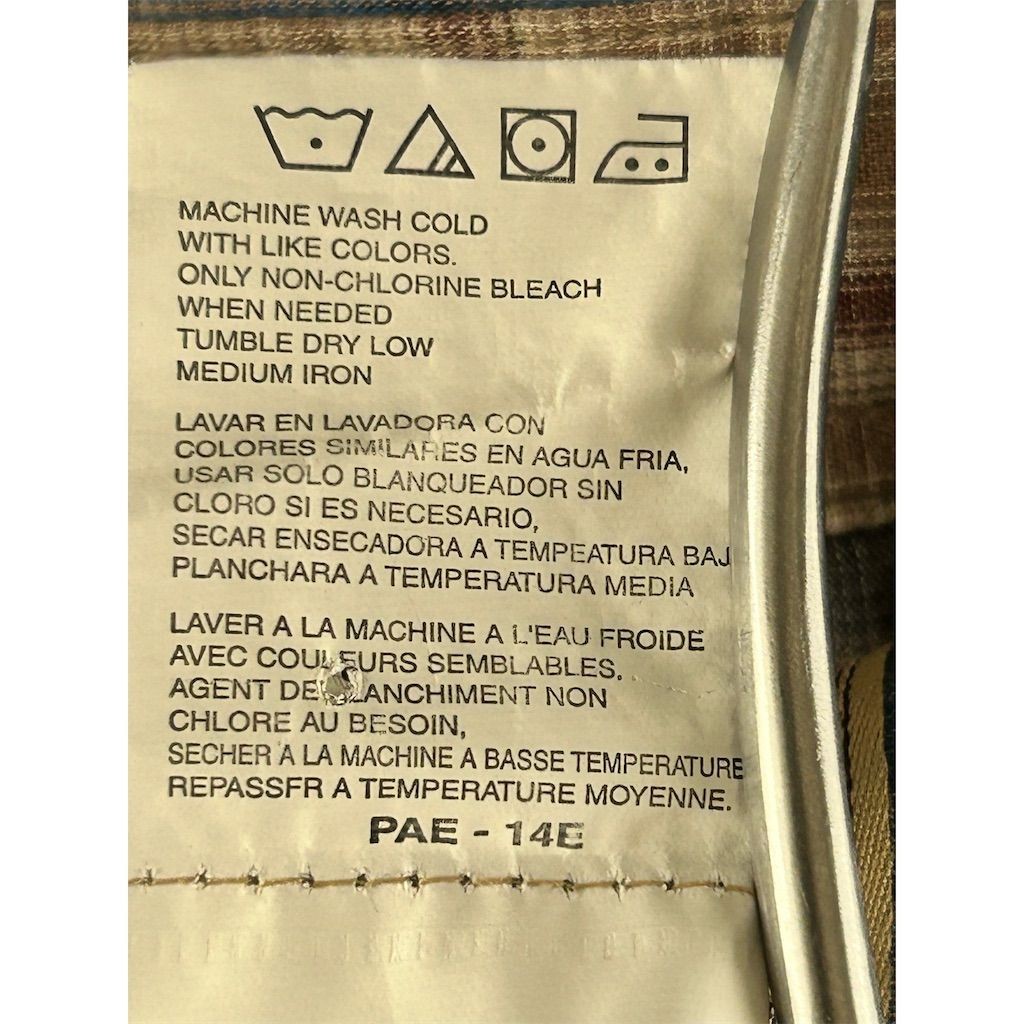 MACHINE WASH COLD
WITH LIKE COLORS.
ONLY NON-CHLORINE BLEACH
WHEN NEEDED
TUMBLE DRY LOW
MEDIUM IRON
LAVAR EN LAVADORA CON
COLORES SIMILARES EN AGUA FRIA,
USAR SOLO BLANQUEADOR SIN
CLORO SI ES NECESARIO,
SECAR ENSECADORA A TEMPEATURA BAJ
PLANCHARA A TEMPERATURA MEDIA
LAVER A LA MACHINE A L'EAU FROIDE
AVEC COULEURS SEMBLABLES.
AGENT DE BLANCHIMENT NON
CHLORE AU BESOIN,
SECHER A LA MACHINE A BASSE TEMPERATURE
REPASSFR A TEMPERATURE MOYENNE.
PAE - 14E